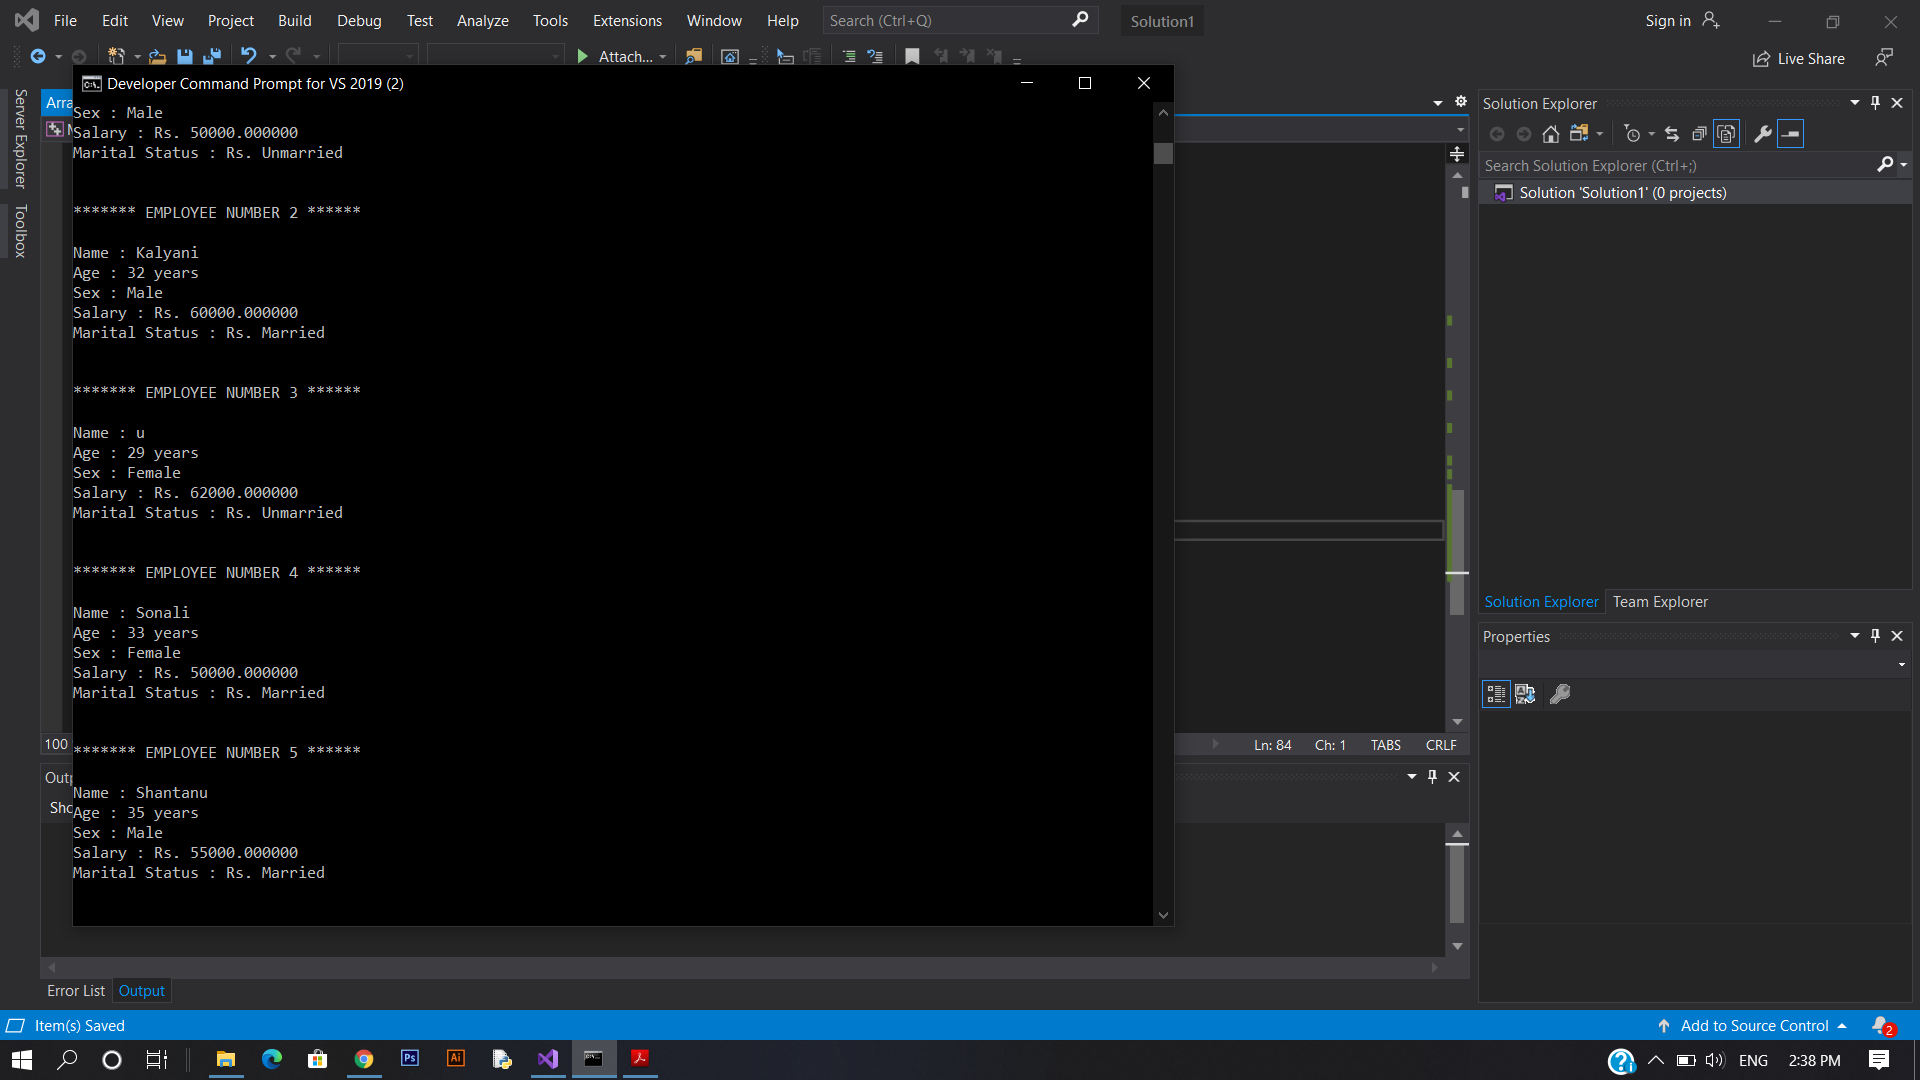 File Edit View Project Build Debug Test Analyze Tools Extensions Window Help Search (Ctrl+Q) Solution1 Sign in
Attach... Live Share
Developer Command Prompt for VS 2019 (2)
Server Explorer
Toolbox
Arra
Sex : Male
Salary : Rs. 50000.000000
Marital Status : Rs. Unmarried
******* EMPLOYEE NUMBER 2 ******
Name : Kalyani
Age : 32 years
Sex : Male
Salary : Rs. 60000.000000
Marital Status : Rs. Married
******* EMPLOYEE NUMBER 3 ******
Name : u
Age : 29 years
Sex : Female
Salary : Rs. 62000.000000
Marital Status : Rs. Unmarried
******* EMPLOYEE NUMBER 4 ******
Name : Sonali
Age : 33 years
Sex : Female
Salary : Rs. 50000.000000
Marital Status : Rs. Married
******* EMPLOYEE NUMBER 5 ******
Name : Shantanu
Age : 35 years
Sex : Male
Salary : Rs. 55000.000000
Marital Status : Rs. Married
100
Ln: 84 Ch: 1 TABS CRLF
Outp
Sho
Error List Output
Solution Explorer
Search Solution Explorer (Ctrl+;)
Solution 'Solution1' (0 projects)
Solution Explorer Team Explorer
Properties
Item(s) Saved Add to Source Control 2
Ps Ai ENG 2:38 PM